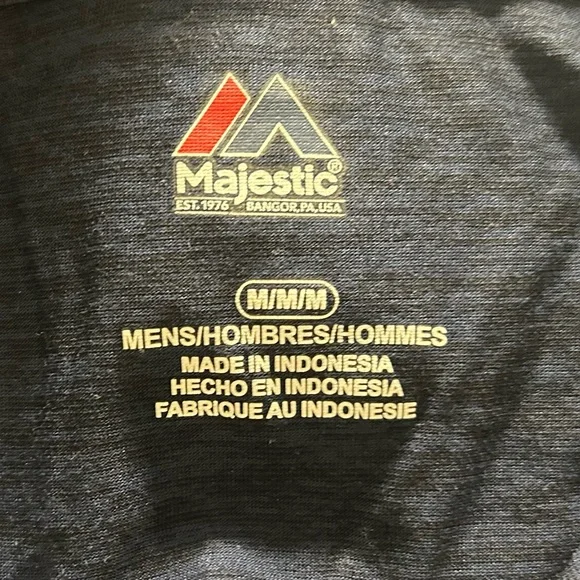 Majestic®
EST. 1976 BANGOR, PA, USA
M/M/M
MENS/HOMBRES/HOMMES
MADE IN INDONESIA
HECHO EN INDONESIA
FABRIQUE AU INDONESIE